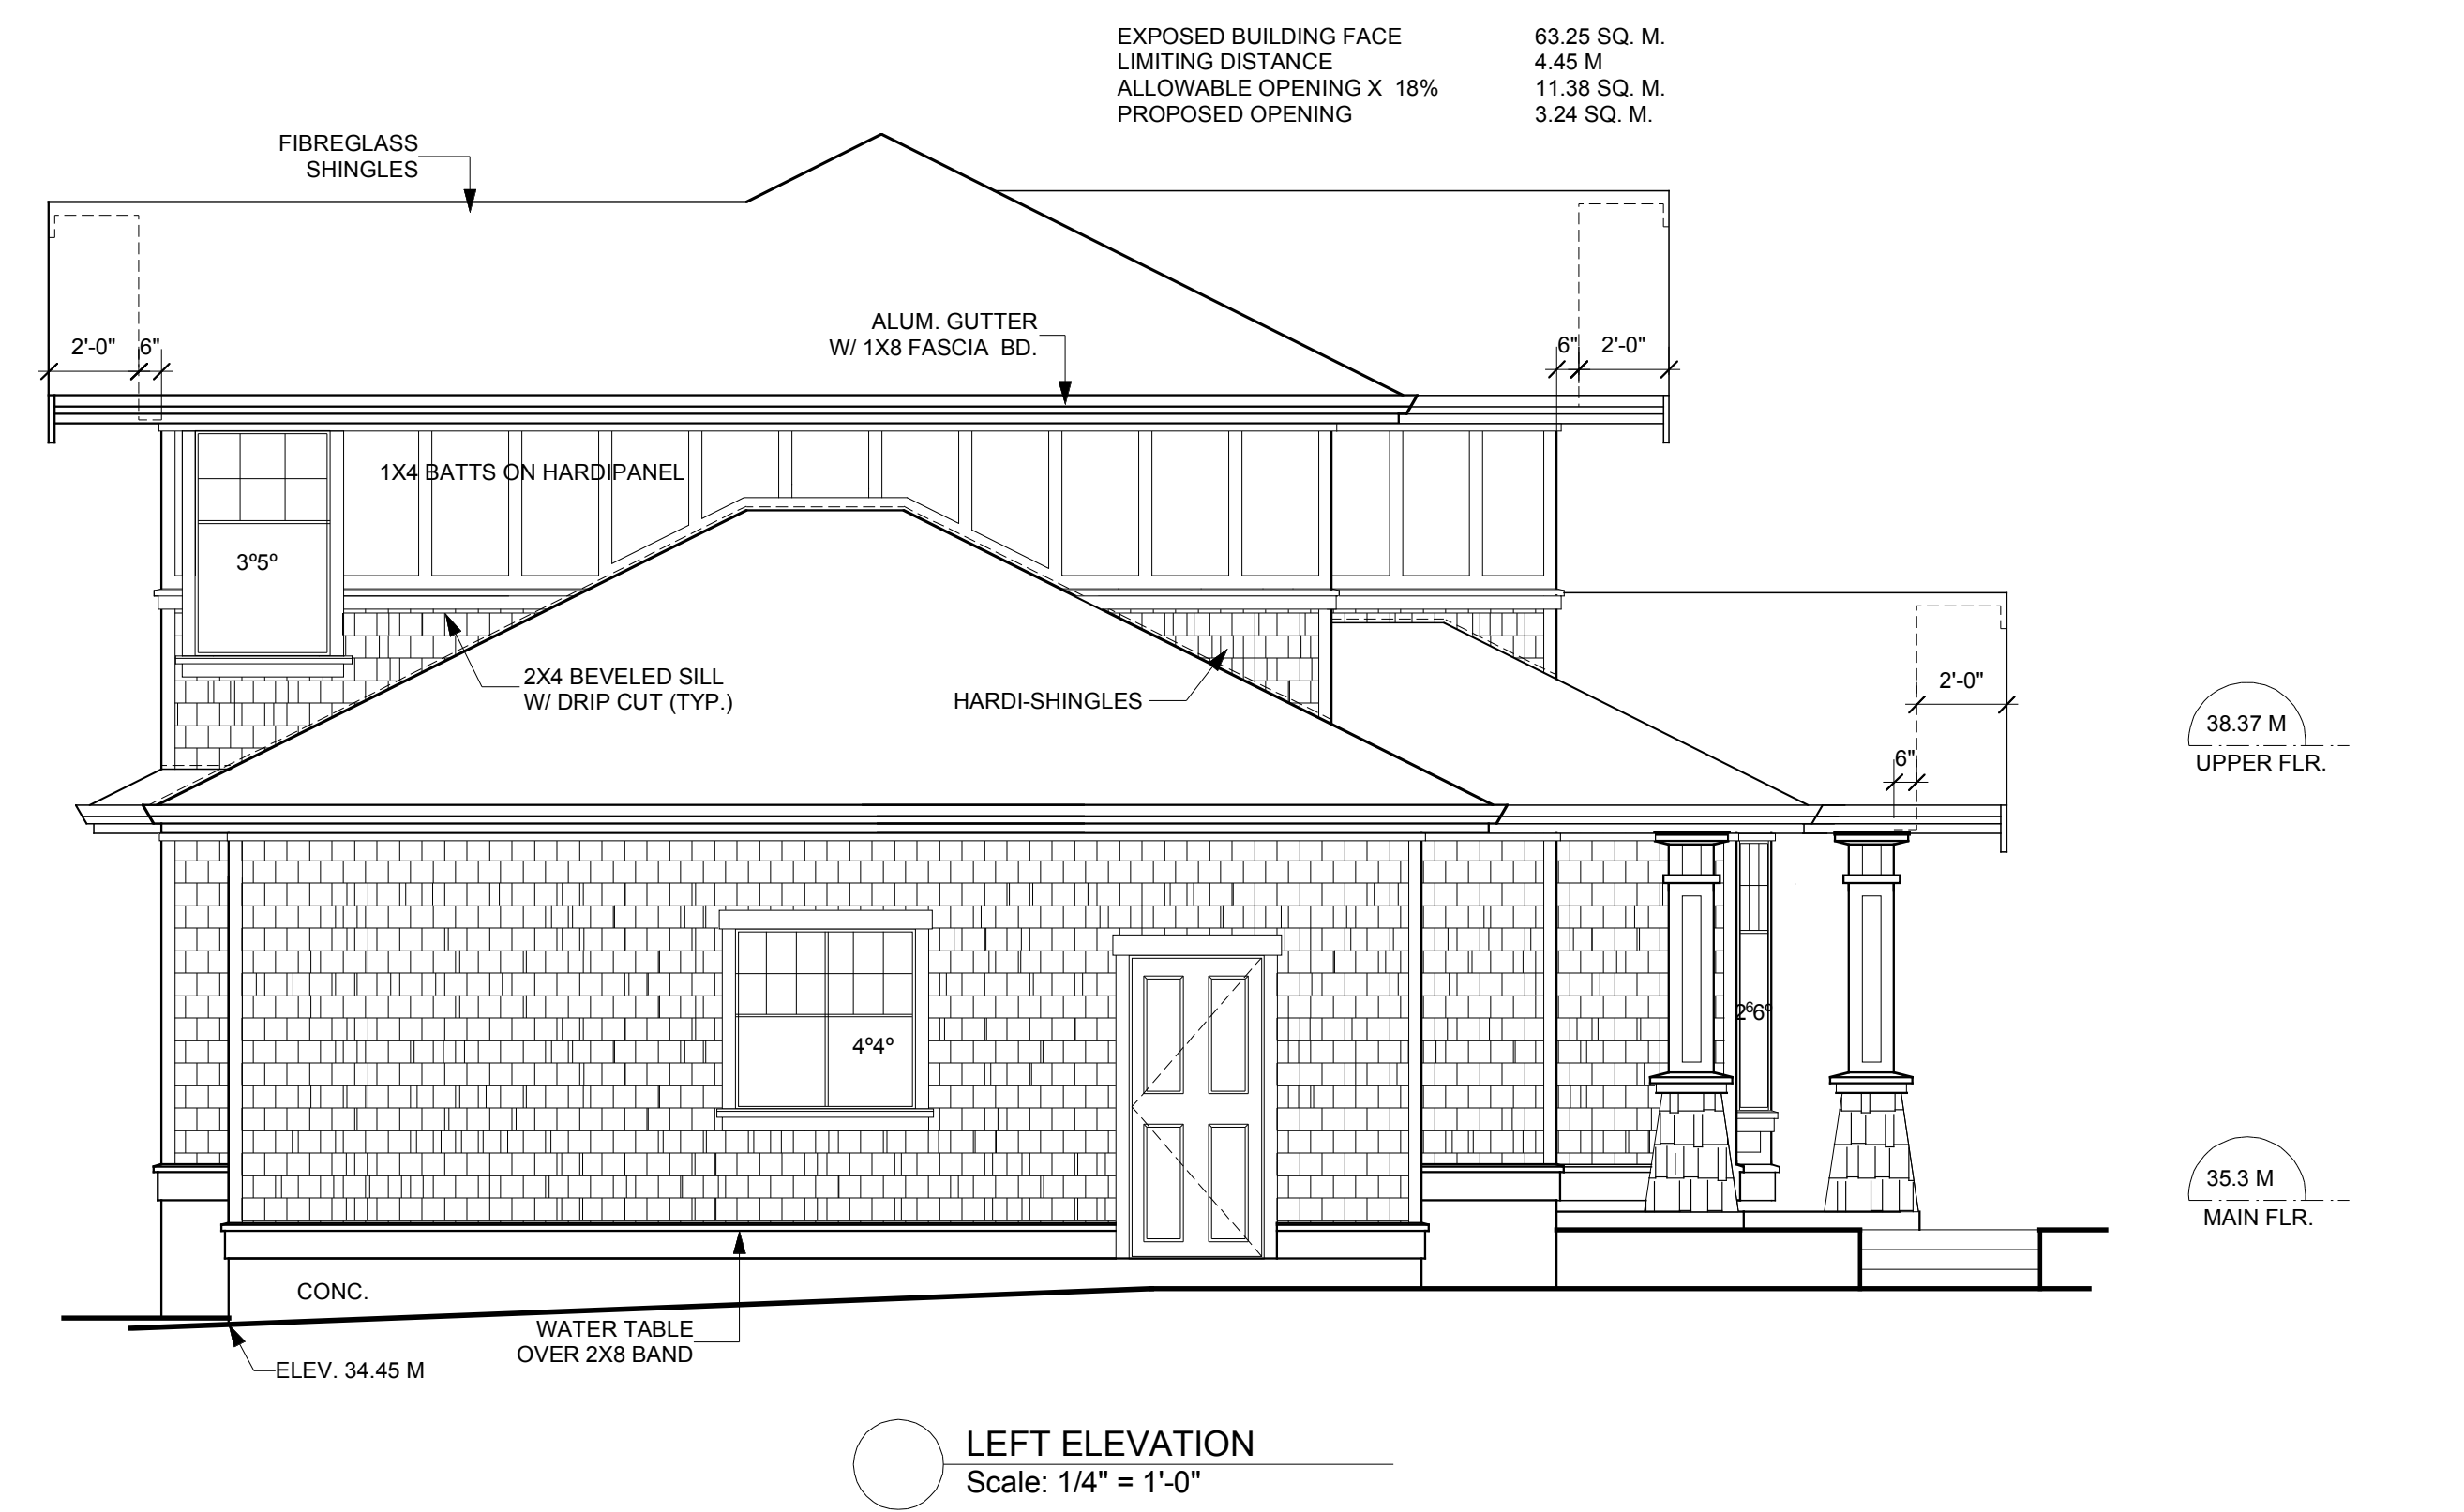 EXPOSED BUILDING FACE 63.25 SQ. M.
LIMITING DISTANCE 4.45 M
ALLOWABLE OPENING X 18% 11.38 SQ. M.
PROPOSED OPENING 3.24 SQ. M.
FIBREGLASS
SHINGLES
ALUM. GUTTER
W/ 1X8 FASCIA BD.
2'-0" 6"
6" 2'-0"
1X4 BATTS ON HARDIPANEL
3º5º
2X4 BEVELED SILL
W/ DRIP CUT (TYP.)
HARDI-SHINGLES
2'-0"
6"
38.37 M
UPPER FLR.
4º4º
2⁶6º
35.3 M
MAIN FLR.
CONC.
WATER TABLE
OVER 2X8 BAND
ELEV. 34.45 M
LEFT ELEVATION
Scale: 1/4" = 1'-0"